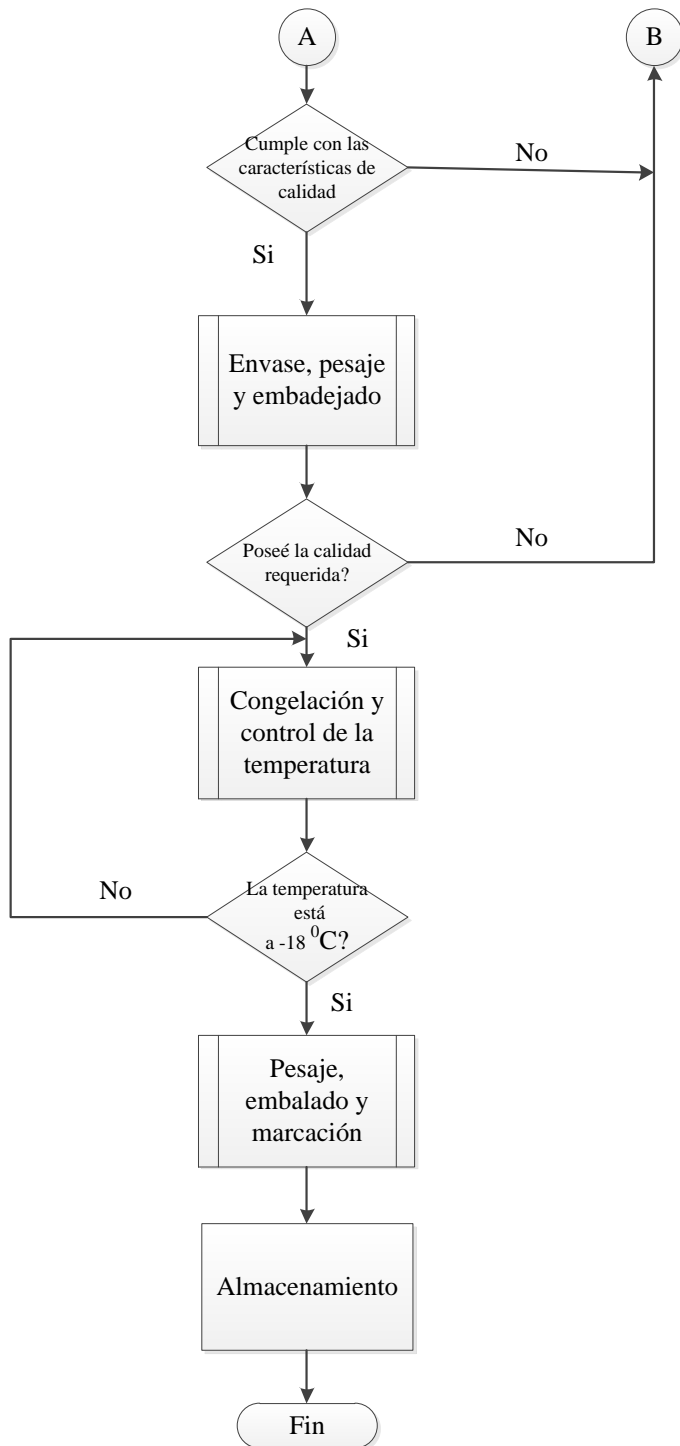 A
B
Cumple con las
características de
calidad
No
Si
Envase, pesaje
y embadejado
Poseé la calidad
requerida?
No
Si
Congelación y
control de la
temperatura
La temperatura
está
a -18 ⁰C?
No
Si
Pesaje,
embalado y
marcación
Almacenamiento
Fin